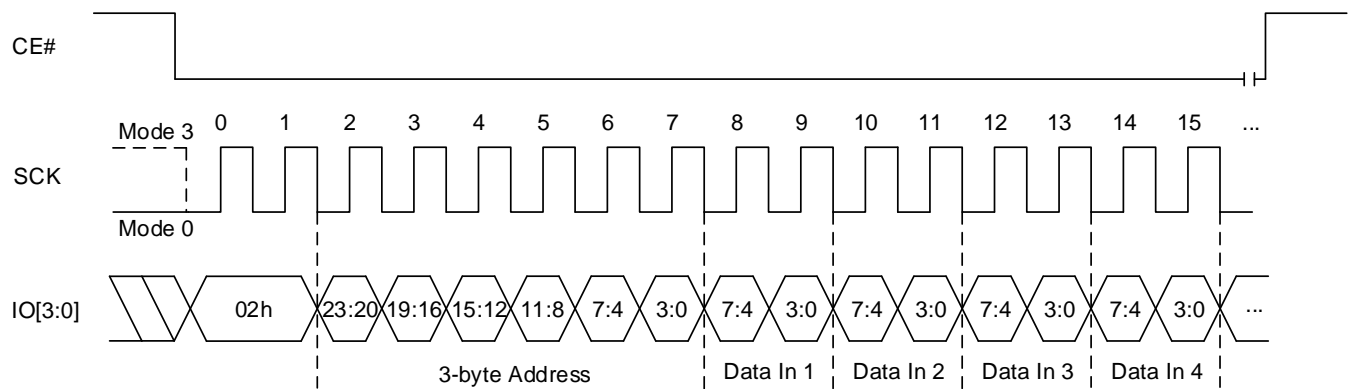 CE#
Mode 3 0 1 2 3 4 5 6 7 8 9 10 11 12 13 14 15 ...
SCK
Mode 0
IO[3:0] 02h 23:20 19:16 15:12 11:8 7:4 3:0 7:4 3:0 7:4 3:0 7:4 3:0 7:4 3:0 ...
3-byte Address Data In 1 Data In 2 Data In 3 Data In 4